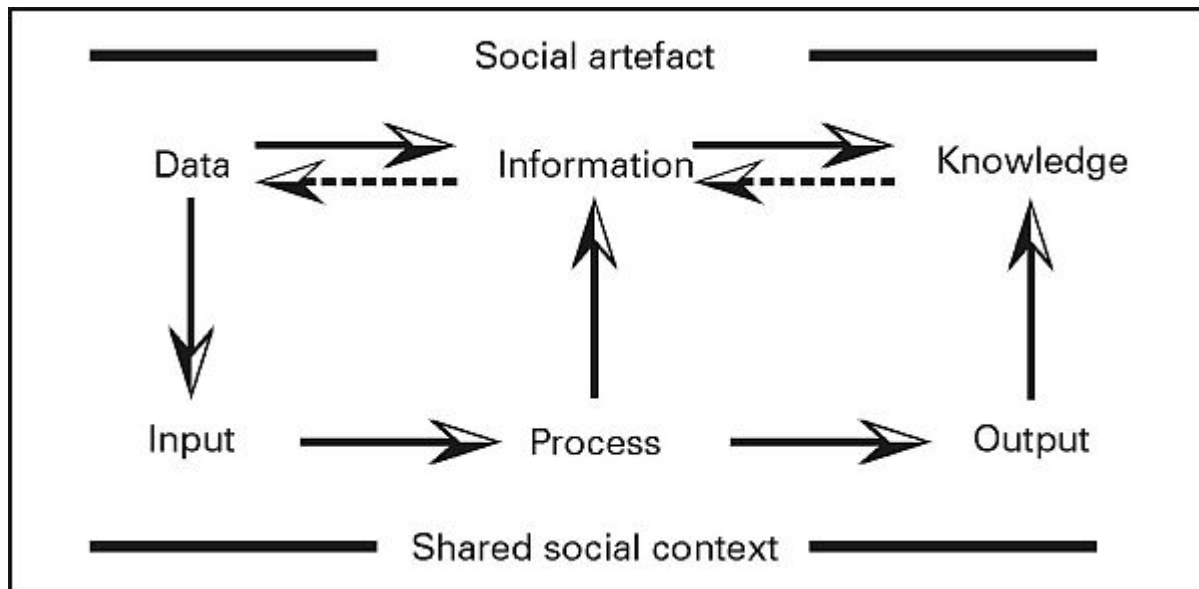 Social artefact
Data Information Knowledge
Input Process Output
Shared social context